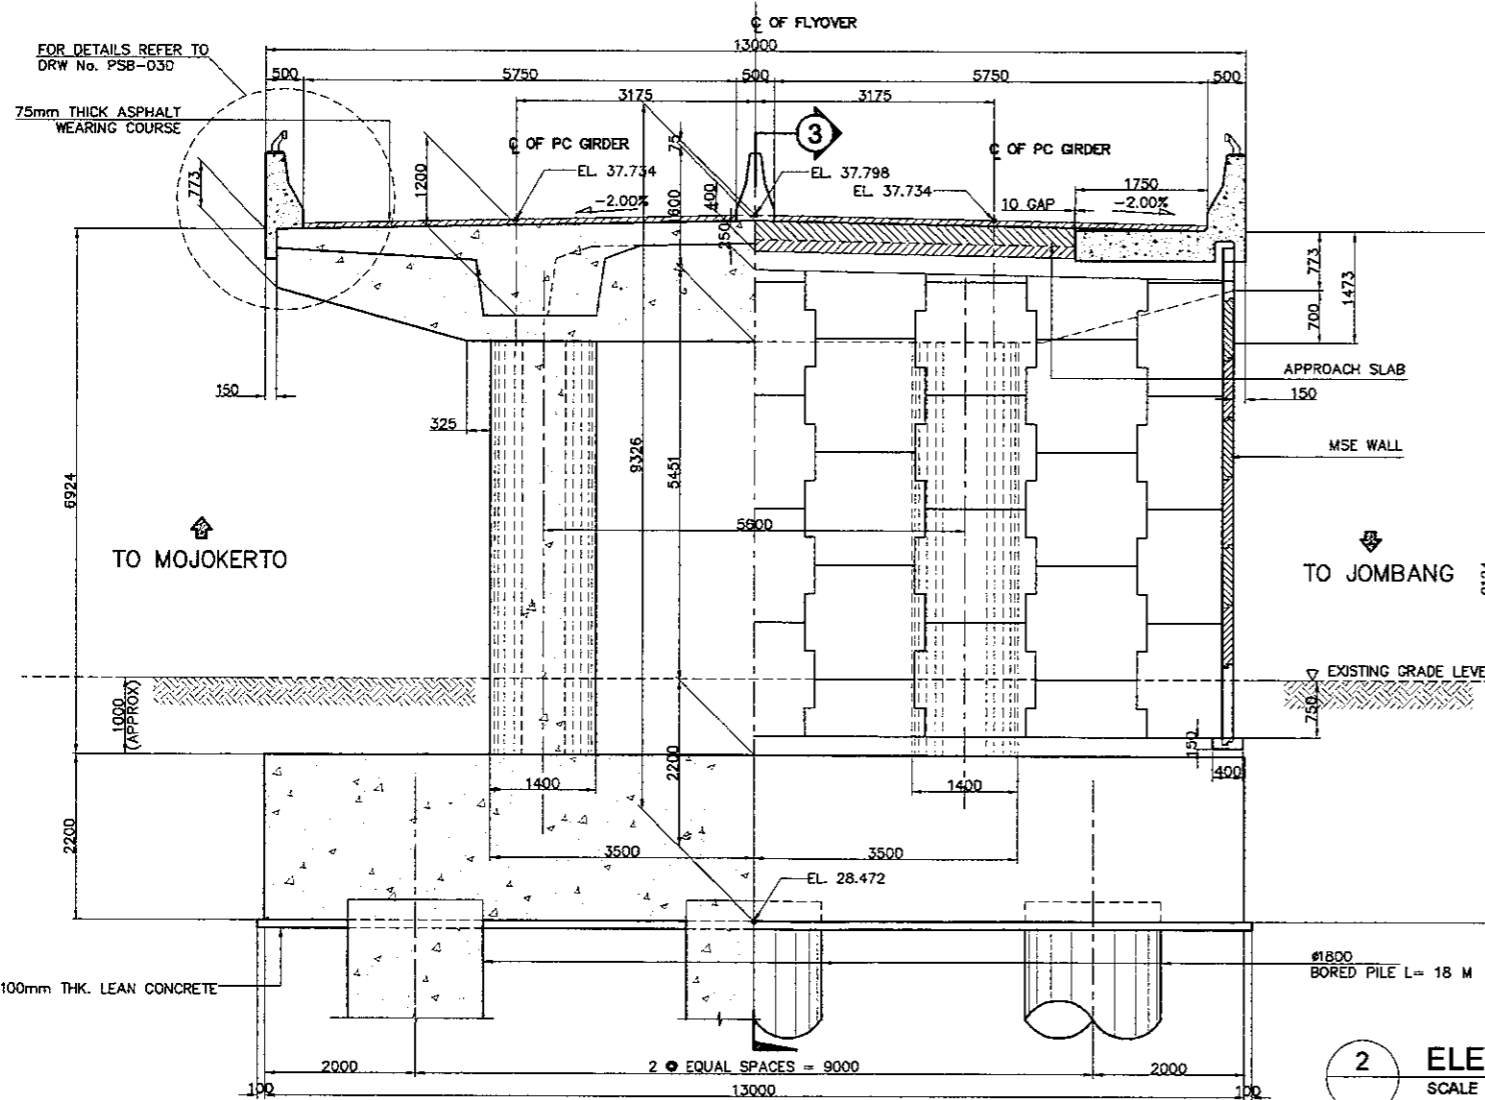 ℄ OF FLYOVER
13000
FOR DETAILS REFER TO
DRW No. PSB-030
500
5750
500
5750
500
3175
3175
75mm THICK ASPHALT
WEARING COURSE
75
3
℄ OF PC GIRDER
℄ OF PC GIRDER
EL. 37.734
EL. 37.798
EL. 37.734
773
1200
-2.00%
600
400
250
10 GAP
1750
-2.00%
773
1473
700
APPROACH SLAB
150
150
325
9326
5451
MSE WALL
6924
5600
TO MOJOKERTO
TO JOMBANG
EXISTING GRADE LEVE
1000
(APPROX)
750
150
400
2200
1400
1400
2200
3500
3500
EL. 28.472
100mm THK. LEAN CONCRETE
ø1800
BORED PILE L= 18 M
2000
2 @ EQUAL SPACES = 9000
2000
100
13000
100
2
ELE
SCALE